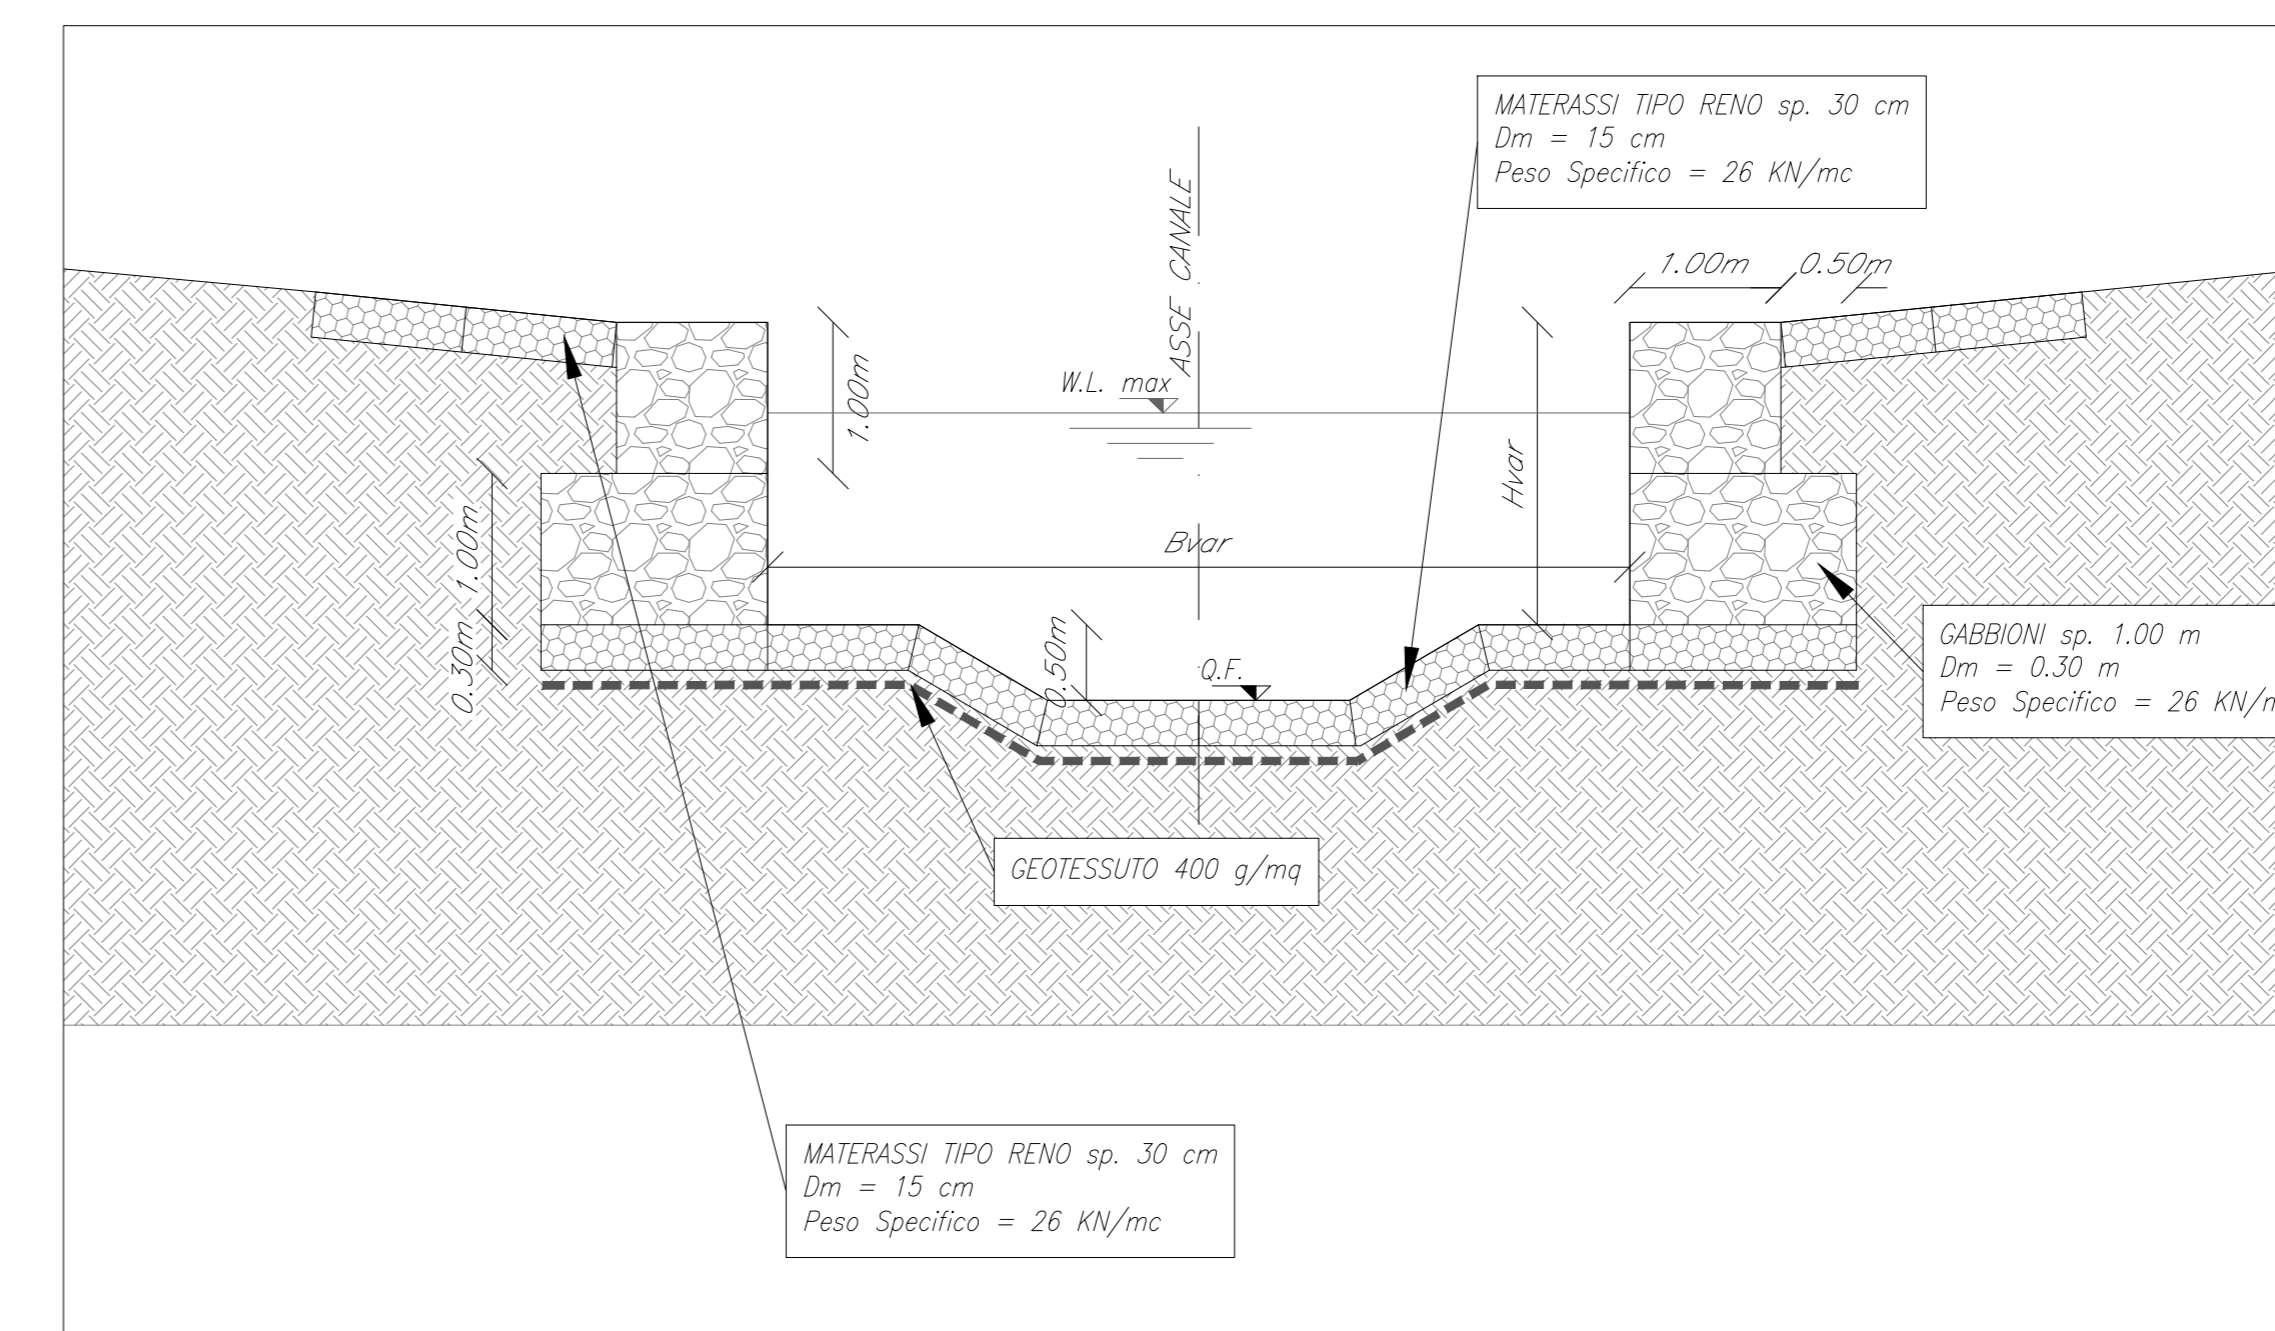 MATERASSI TIPO RENO sp. 30 cm
Dm = 15 cm
Peso Specifico = 26 KN/mc
ASSE CANALE
1.00m
0.50m
W.L. max
1.00m
Hvar
1.00m
0.30m
Bvar
0.50m
Q.F.
GABBIONI sp. 1.00 m
Dm = 0.30 m
Peso Specifico = 26
GEOTESSUTO 400 g/mq
MATERASSI TIPO RENO sp. 30 cm
Dm = 15 cm
Peso Specifico = 26 KN/mc